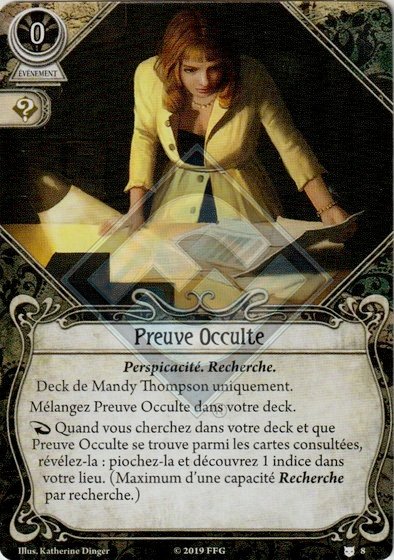 0
ÉVÉNEMENT
Preuve Occulte
Perspicacité. Recherche.
Deck de Mandy Thompson uniquement.
Mélangez Preuve Occulte dans votre deck.
Quand vous cherchez dans votre deck et que
Preuve Occulte se trouve parmi les cartes consultées,
révélez-la : piochez-la et découvrez 1 indice dans
votre lieu. (Maximum d'une capacité Recherche
par recherche.)
Illus. Katherine Dinger © 2019 FFG 8